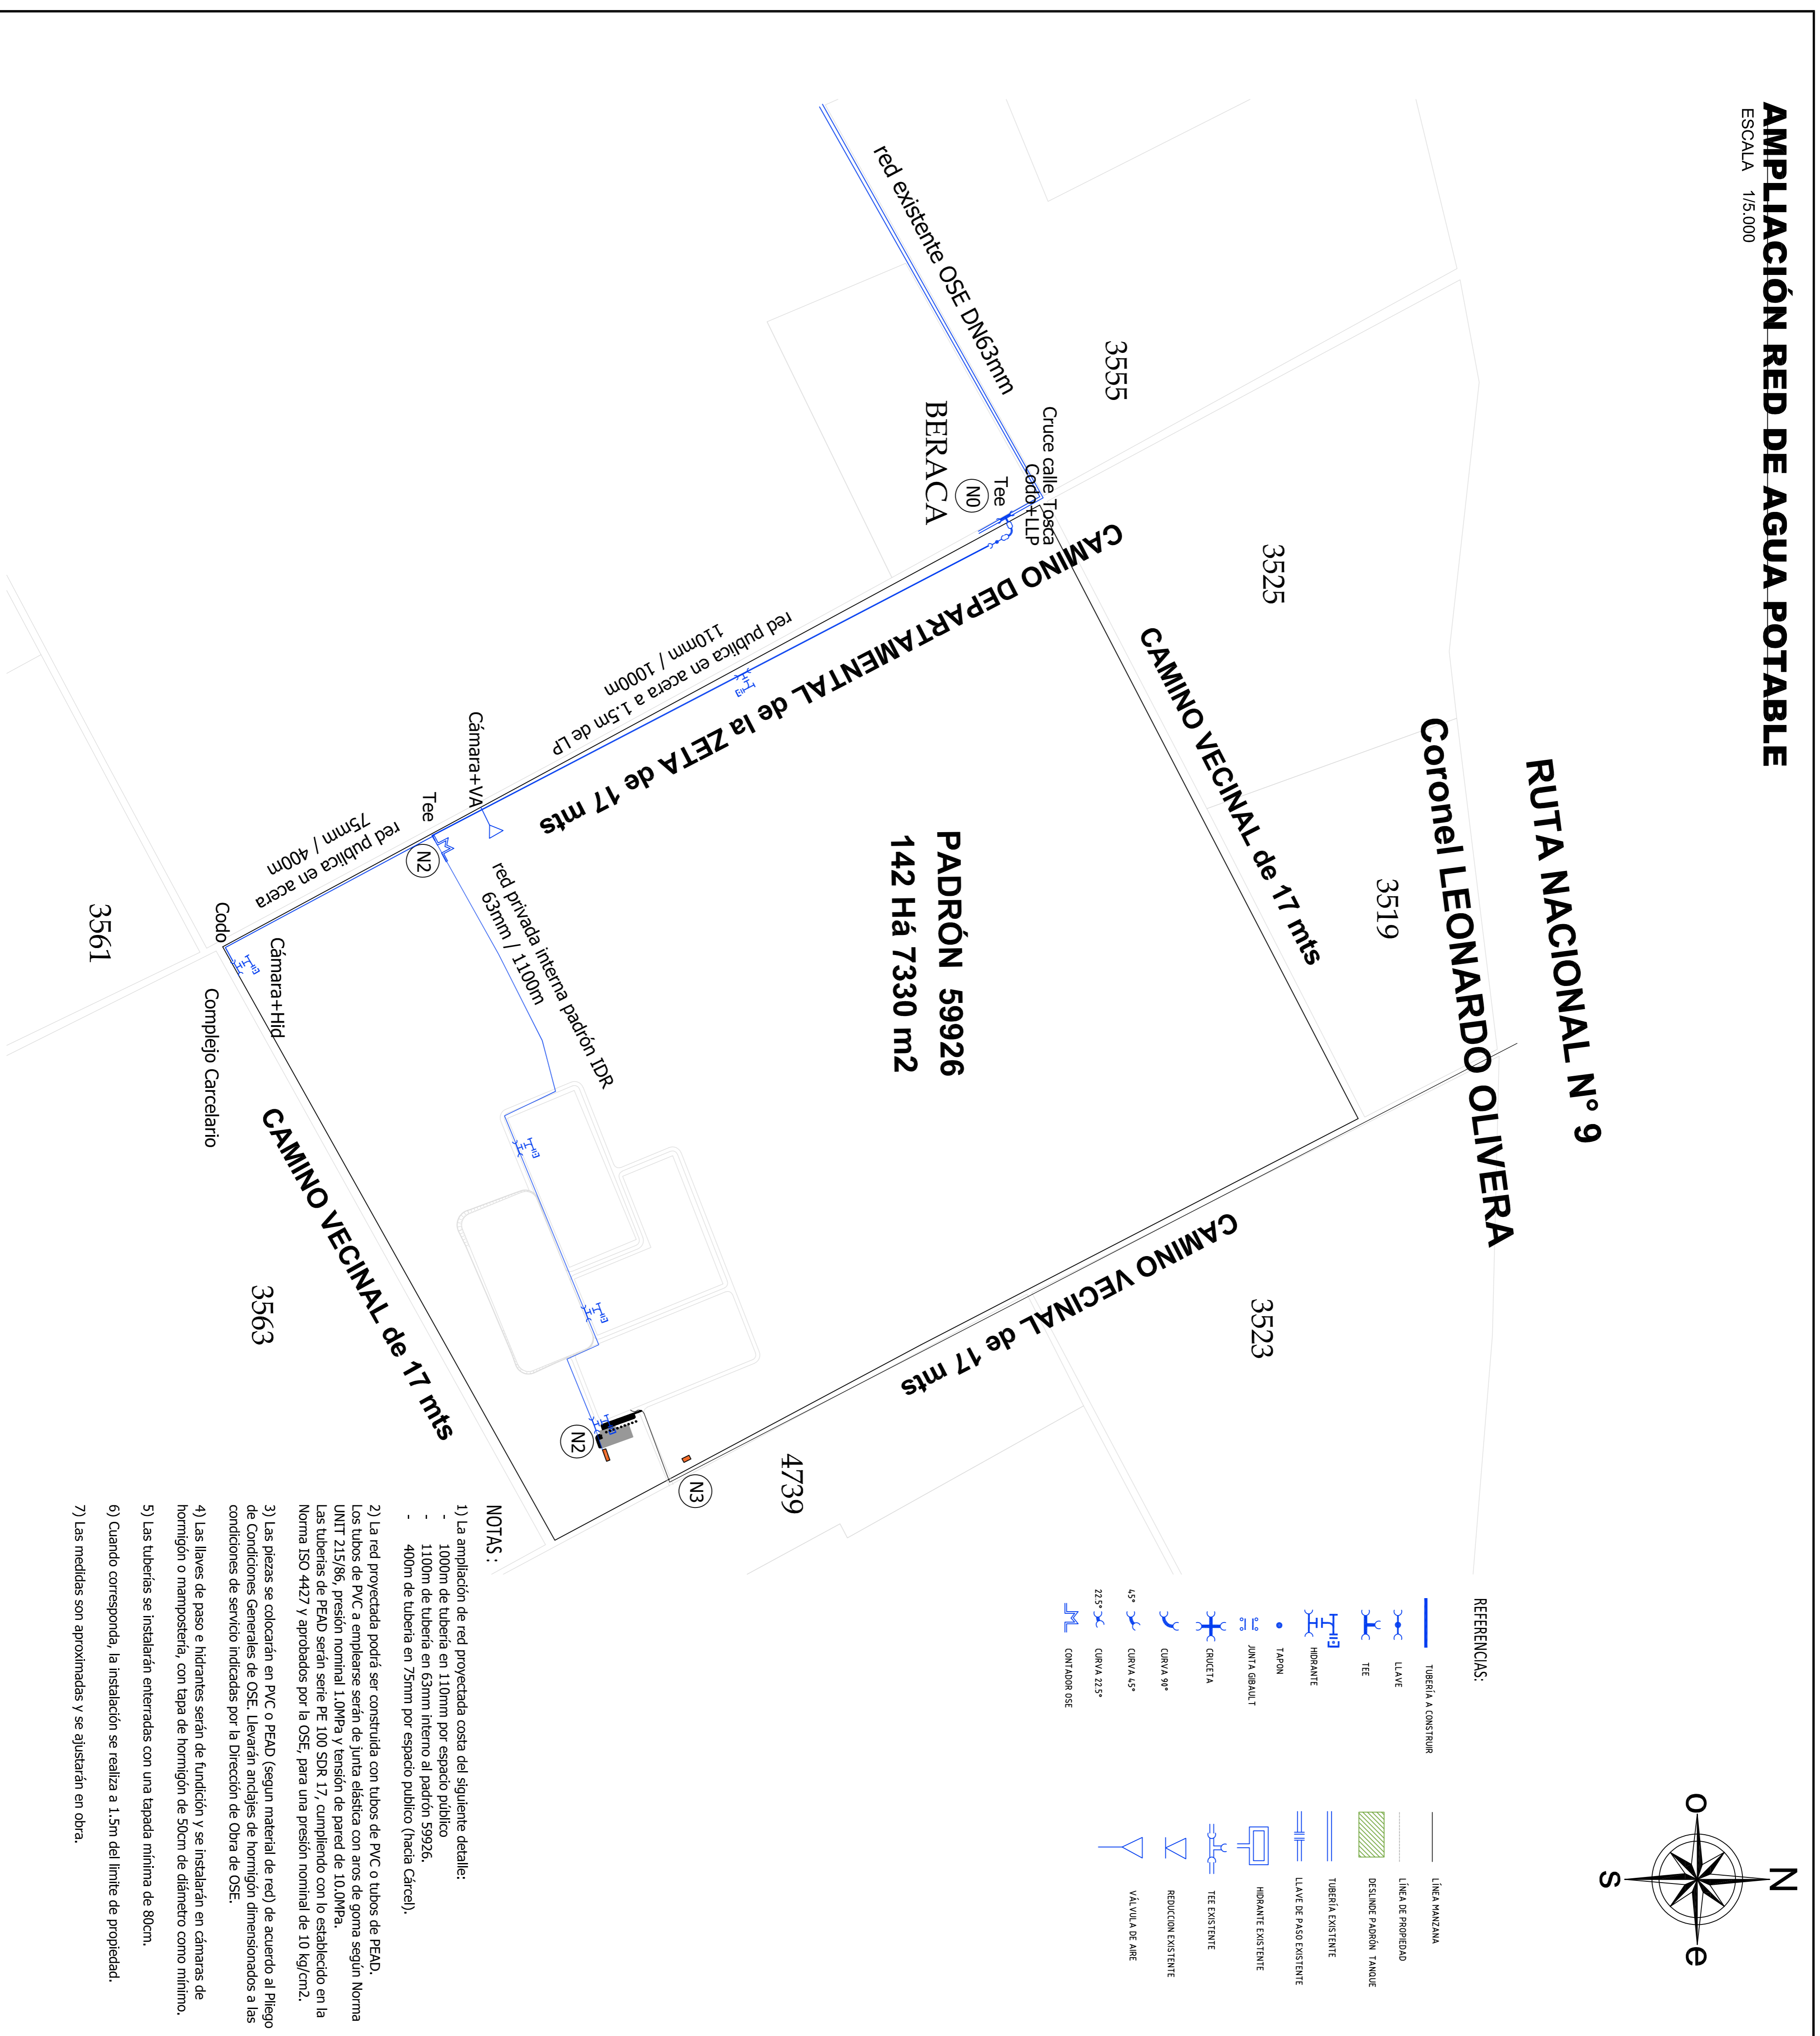 AMPLIACIÓN RED DE AGUA POTABLE
ESCALA 1/5.000
RUTA NACIONAL N° 9
Coronel LEONARDO OLIVERA
3555
3525
3519
3523
4739
3563
3561
red existente OSE DN63mm
BERACA
Cruce calle Tosca
Codo+LLP
Tee
N0
CAMINO DEPARTAMENTAL de la ZETA de 17 mts
CAMINO VECINAL de 17 mts
CAMINO VECINAL de 17 mts
CAMINO VECINAL de 17 mts
PADRÓN 59926
142 Há 7330 m2
red publica en acera a 1.5m de LP
110mm / 1000m
Cámara+VA
Tee
N2
red publica en acera
75mm / 400m
red privada interna padrón IDR
63mm / 1100m
Codo
Cámara+Hid
Complejo Carcelario
N2
N3
N
O
e
s
REFERENCIAS:
TUBERÍA A CONSTRUIR
LLAVE
TEE
HIDRANTE
TAPON
JUNTA GIBAULT
CRUCETA
CURVA 90°
45° CURVA 45°
22.5° CURVA 22.5°
CONTADOR OSE
LÍNEA MANZANA
LÍNEA DE PROPIEDAD
DESLINDE PADRÓN TANQUE
TUBERÍA EXISTENTE
LLAVE DE PASO EXISTENTE
HIDRANTE EXISTENTE
TEE EXISTENTE
REDUCCION EXISTENTE
VÁLVULA DE AIRE
NOTAS :
1) La ampliación de red proyectada costa del siguiente detalle:
- 1000m de tubería en 110mm por espacio público
- 1100m de tubería en 63mm interno al padrón 59926.
- 400m de tubería en 75mm por espacio publico (hacia Cárcel).
2) La red proyectada podrá ser construida con tubos de PVC o tubos de PEAD.
Los tubos de PVC a emplearse serán de junta elástica con aros de goma según Norma
UNIT 215/86, presión nominal 1.0MPa y tensión de pared de 10.0MPa.
Las tuberias de PEAD serán serie PE 100 SDR 17, cumpliendo con lo establecido en la
Norma ISO 4427 y aprobados por la OSE, para una presión nominal de 10 kg/cm2.
3) Las piezas se colocarán en PVC o PEAD (segun material de red) de acuerdo al Pliego
de Condiciones Generales de OSE. Llevarán anclajes de hormigón dimensionados a las
condiciones de servicio indicadas por la Dirección de Obra de OSE.
4) Las llaves de paso e hidrantes serán de fundición y se instalarán en cámaras de
hormigón o mampostería, con tapa de hormigón de 50cm de diámetro como mínimo.
5) Las tuberías se instalarán enterradas con una tapada mínima de 80cm.
6) Cuando corresponda, la instalación se realiza a 1.5m del limite de propiedad.
7) Las medidas son aproximadas y se ajustarán en obra.